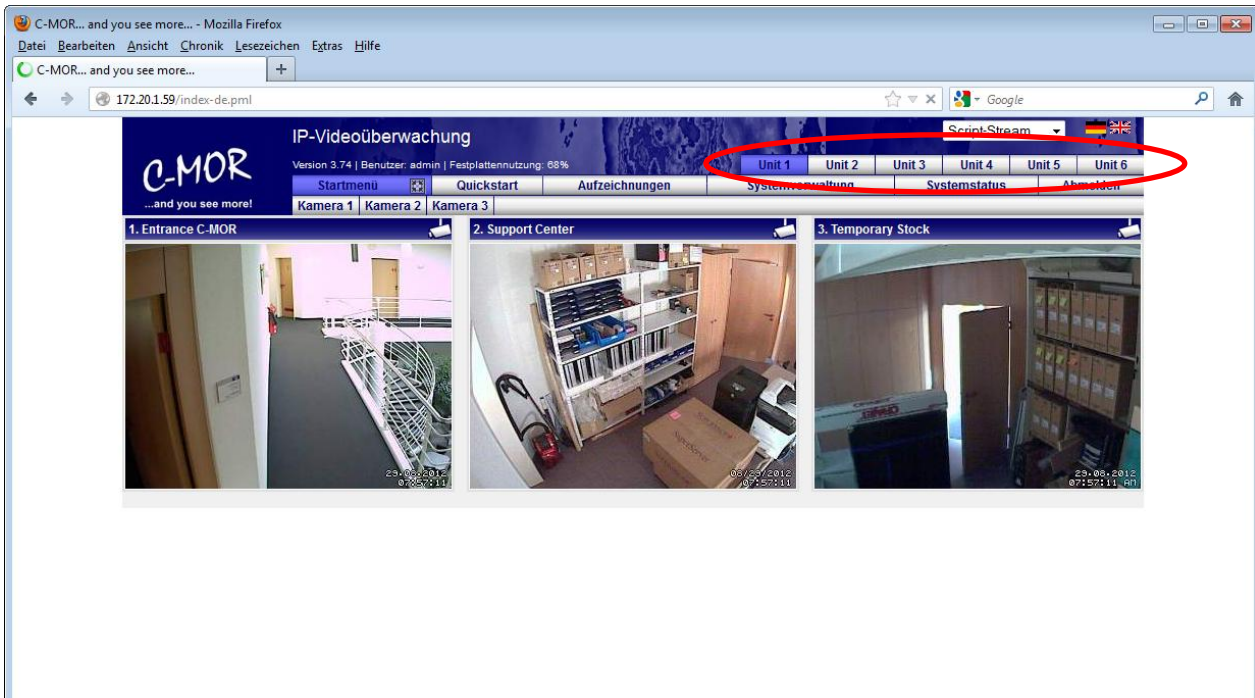 C-MOR... and you see more... - Mozilla Firefox
Datei Bearbeiten Ansicht Chronik Lesezeichen Extras Hilfe
C-MOR... and you see more... +
172.20.1.59/index-de.pml Google
IP-Videoüberwachung Script-Stream
C-MOR
...and you see more!
Version 3.74 | Benutzer: admin | Festplattennutzung: 68%
Unit 1 Unit 2 Unit 3 Unit 4 Unit 5 Unit 6
Startmenü Quickstart Aufzeichnungen Systemverwaltung Systemstatus Abmelden
Kamera 1 Kamera 2 Kamera 3
1. Entrance C-MOR 2. Support Center 3. Temporary Stock
29.08.2012
07:57:11
08/29/2012
07:57:11
29.08.2012
07:57:11 AM